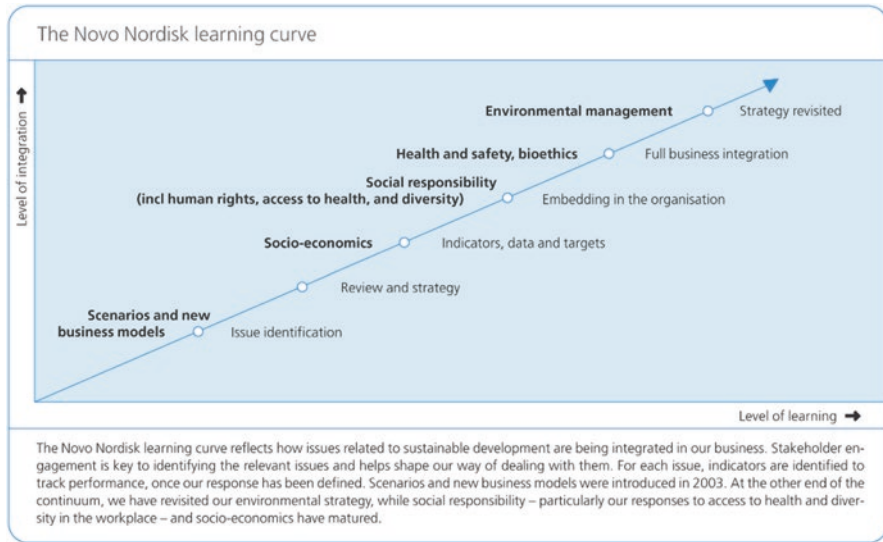 The Novo Nordisk learning curve
Level of integration →
Environmental management
Strategy revisited
Health and safety, bioethics
Full business integration
Social responsibility
(incl human rights, access to health, and diversity)
Embedding in the organisation
Socio-economics
Indicators, data and targets
Review and strategy
Scenarios and new
business models
Issue identification
Level of learning →
The Novo Nordisk learning curve reflects how issues related to sustainable development are being integrated in our business. Stakeholder en-
gagement is key to identifying the relevant issues and helps shape our way of dealing with them. For each issue, indicators are identified to
track performance, once our response has been defined. Scenarios and new business models were introduced in 2003. At the other end of the
continuum, we have revisited our environmental strategy, while social responsibility – particularly our responses to access to health and diver-
sity in the workplace – and socio-economics have matured.